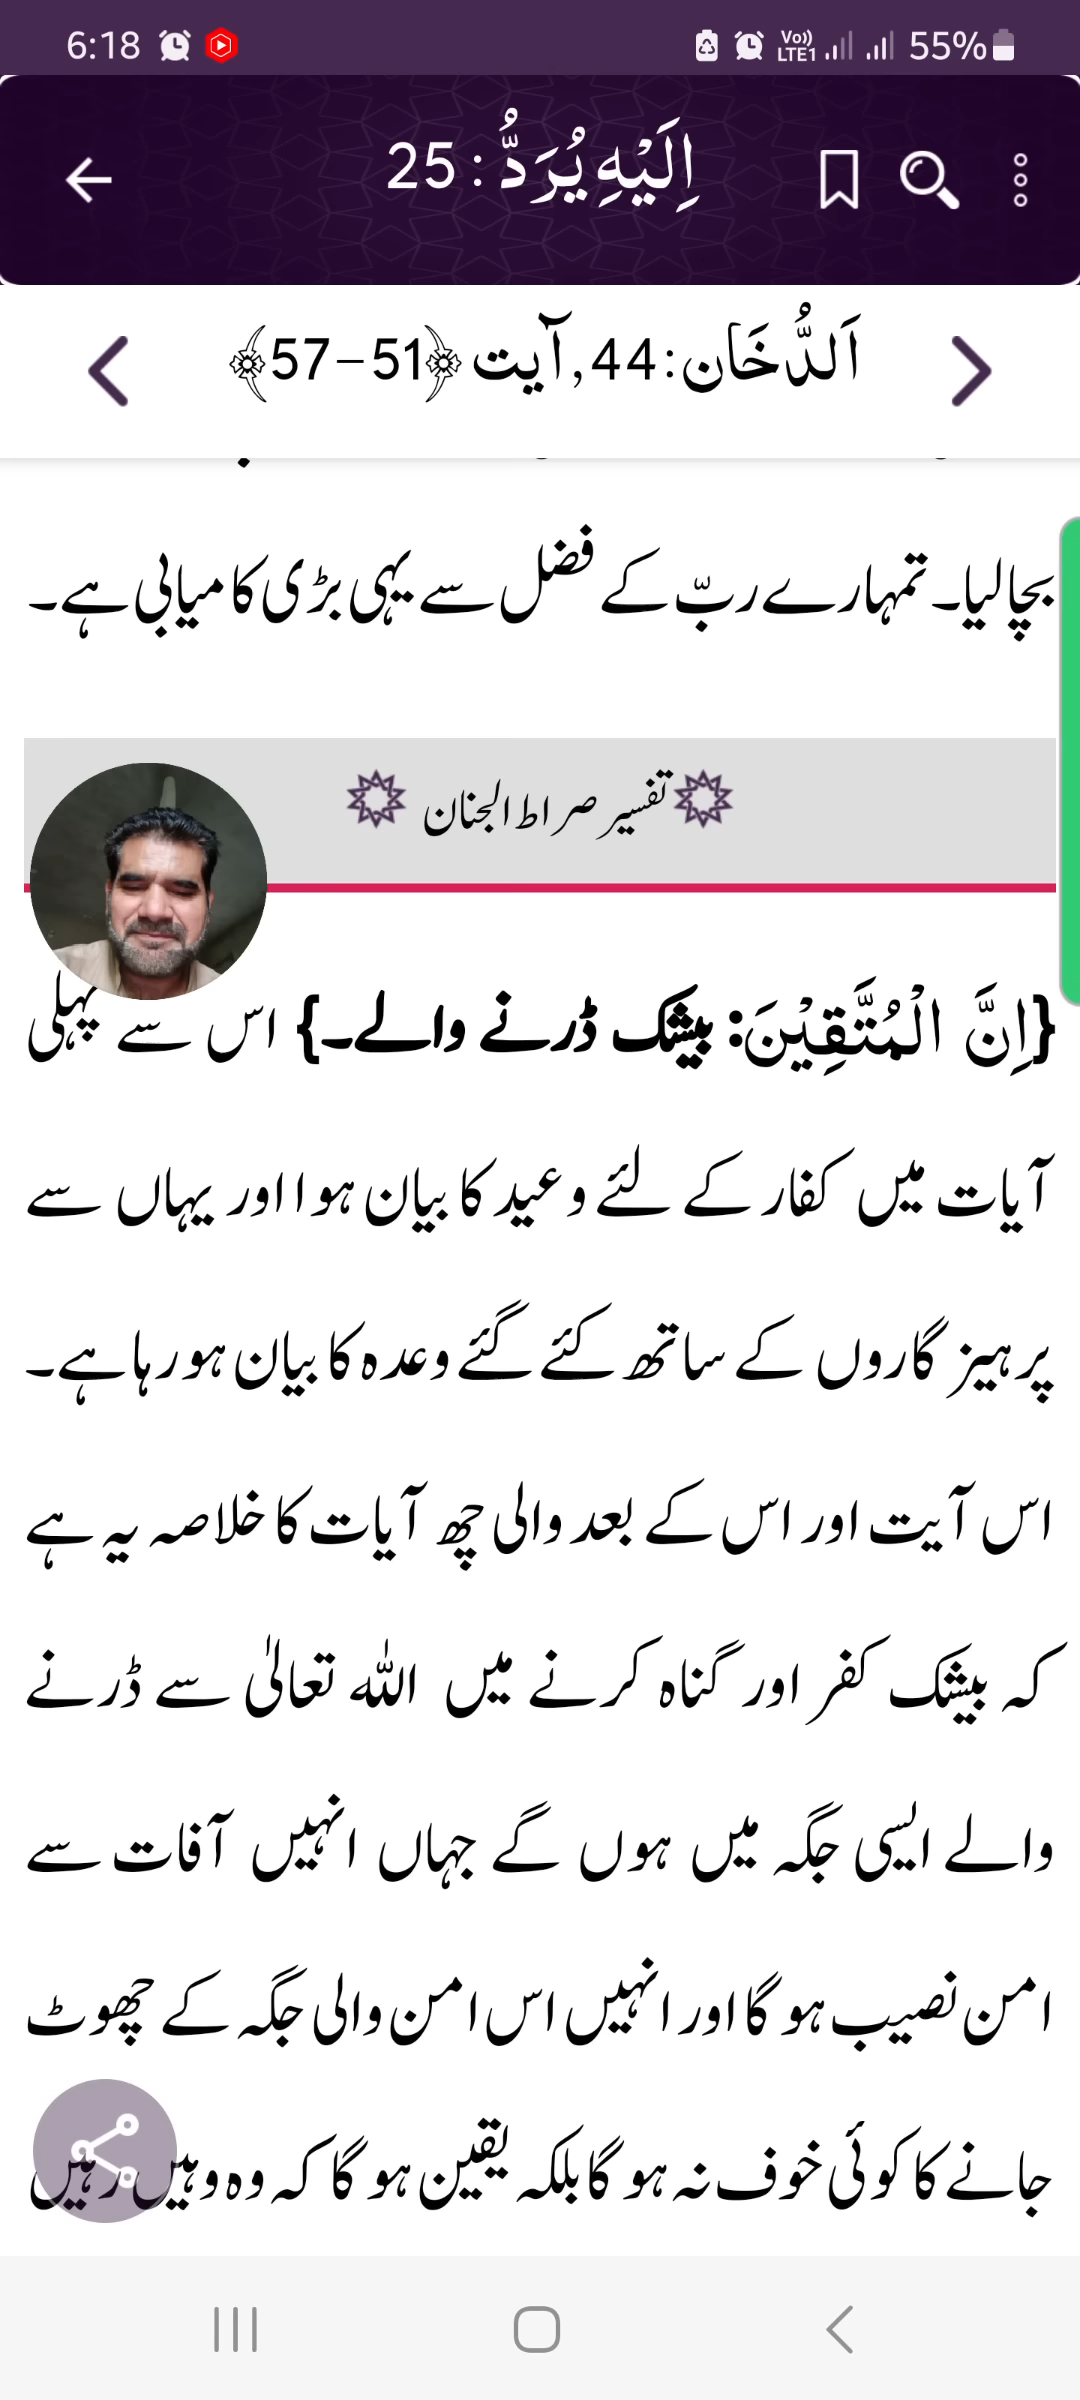 6:18 Vo)) LTE1 55%
اِلَیْهِ یُرَدُّ : 25
اَلدُّخَان:44, آیت ﴿51–57﴾
بچالیا۔ تمہارے ربّ کے فضل سے یہی بڑی کامیابی ہے۔
تفسیر صراط الجنان
{اِنَّ الْمُتَّقِیْنَ: بیشک ڈرنے والے۔} اس سے پہلی
آیات میں کفار کے لئے وعید کا بیان ہوا اور یہاں سے
پرہیز گاروں کے ساتھ کئے گئے وعدہ کا بیان ہورہا ہے۔
اس آیت اور اس کے بعد والی چھ آیات کا خلاصہ یہ ہے
کہ بیشک کفر اور گناہ کرنے میں اللہ تعالیٰ سے ڈرنے
والے ایسی جگہ میں ہوں گے جہاں انہیں آفات سے
امن نصیب ہو گا اور انہیں اس امن والی جگہ کے چھوٹ
جانے کا کوئی خوف نہ ہو گا بلکہ یقین ہو گا کہ وہ وہیں رہیں